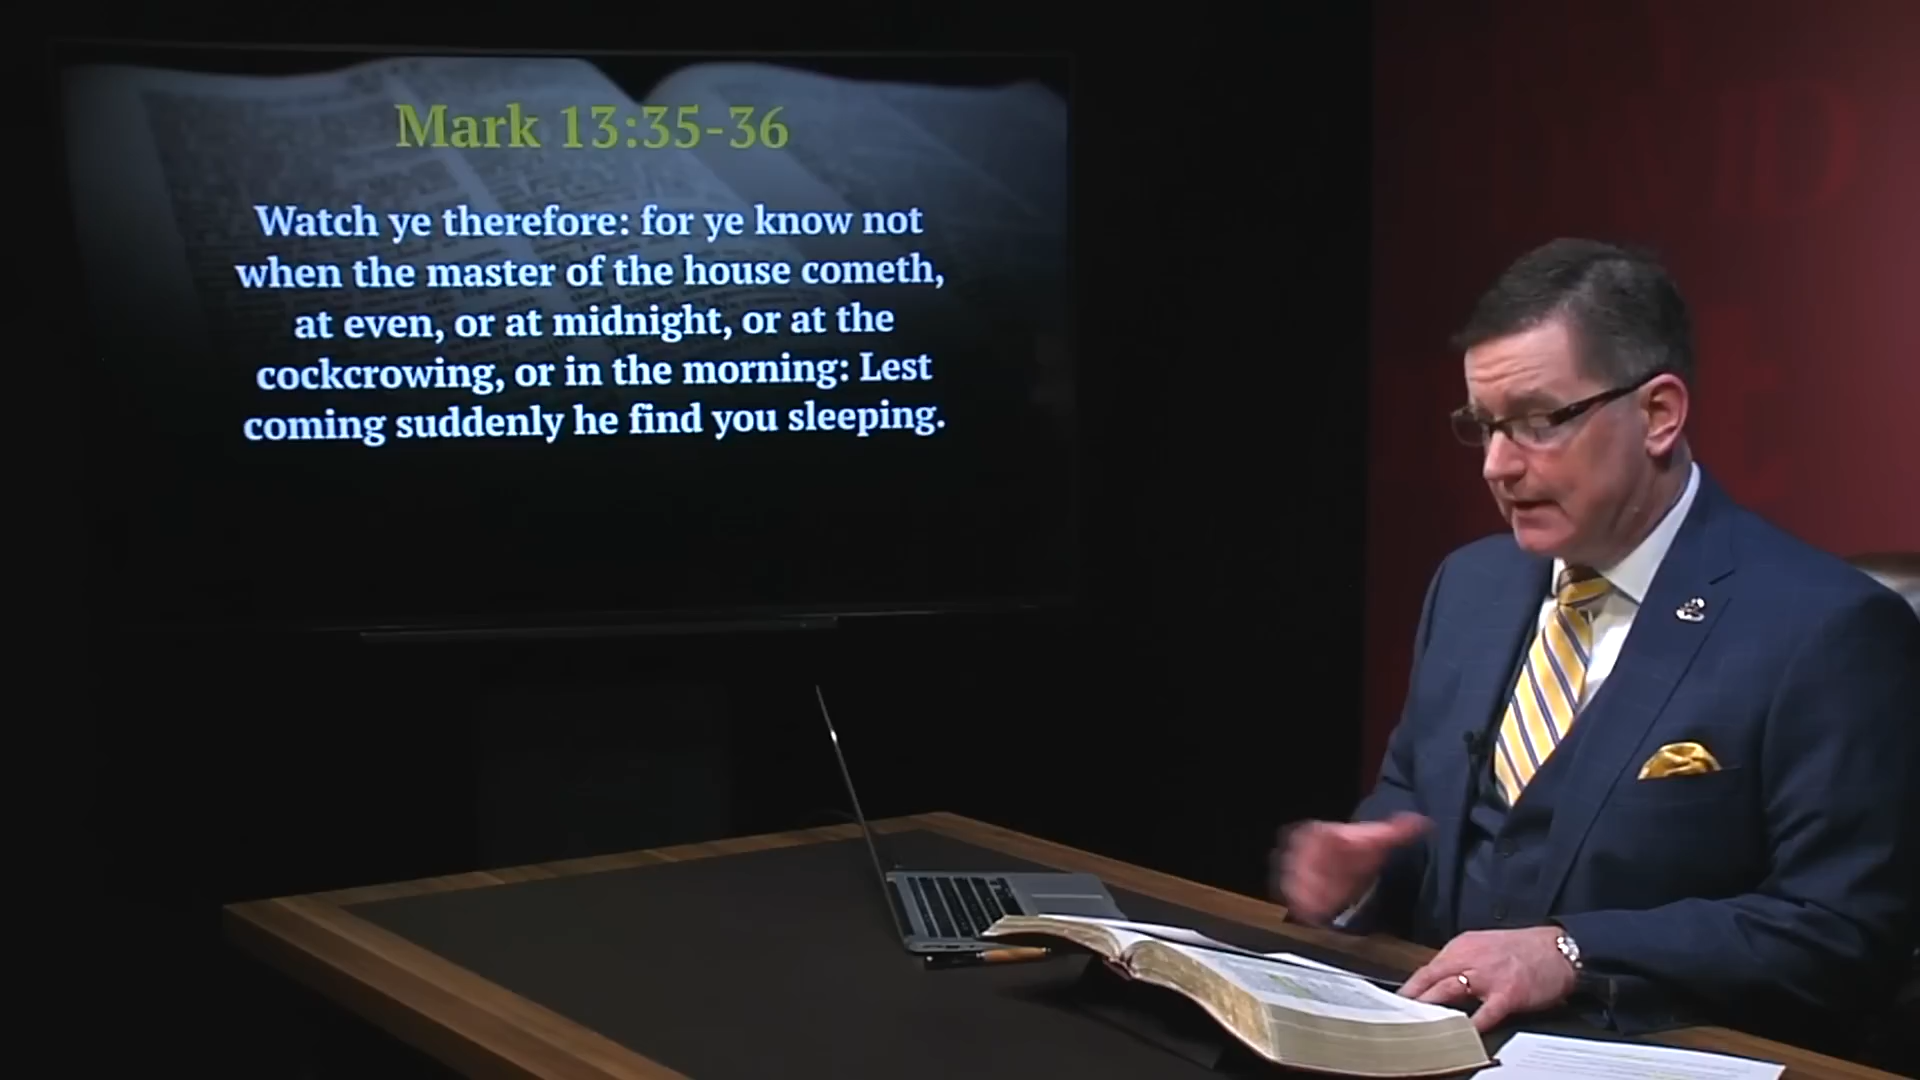 Mark 13:35-36
Watch ye therefore: for ye know not
when the master of the house cometh,
at even, or at midnight, or at the
cockcrowing, or in the morning: Lest
coming suddenly he find you sleeping.